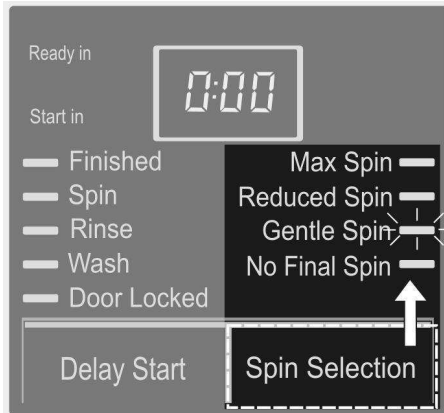 Ready in
0:00
Start in
Finished
Spin
Rinse
Wash
Door Locked
Max Spin
Reduced Spin
Gentle Spin
No Final Spin
Delay Start
Spin Selection